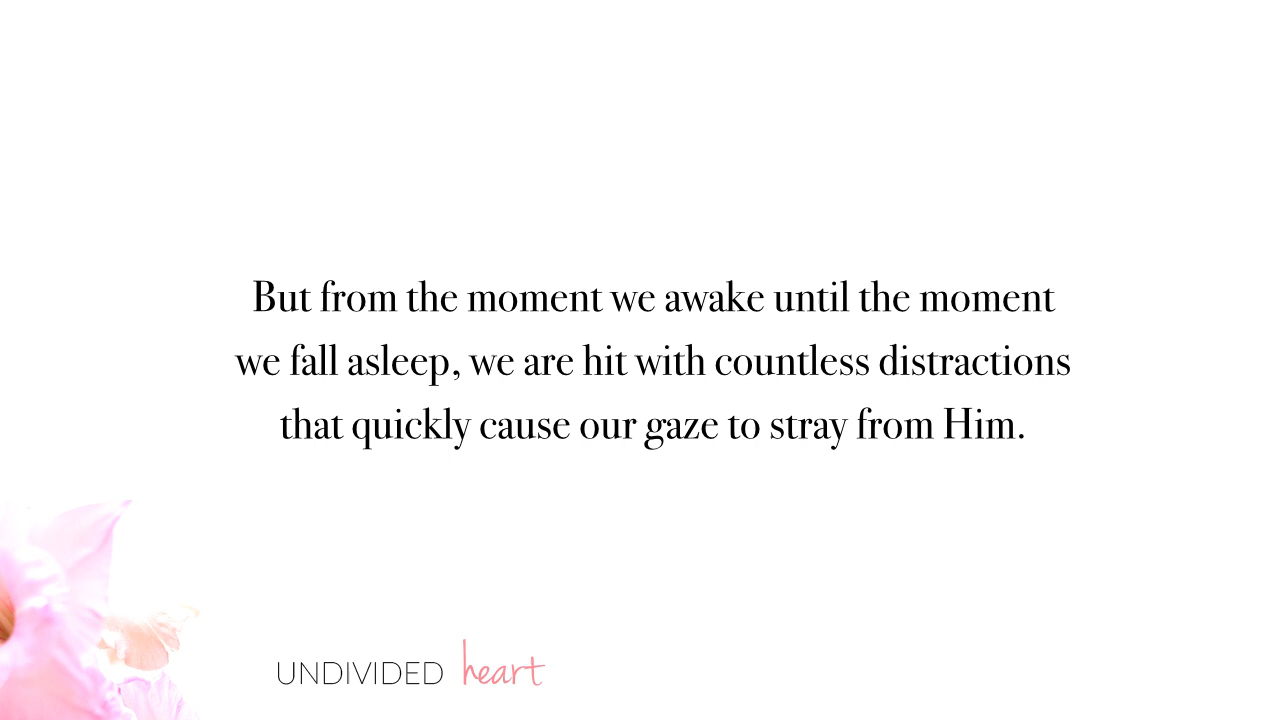 But from the moment we awake until the moment
we fall asleep, we are hit with countless distractions
that quickly cause our gaze to stray from Him.
UNDIVIDED heart